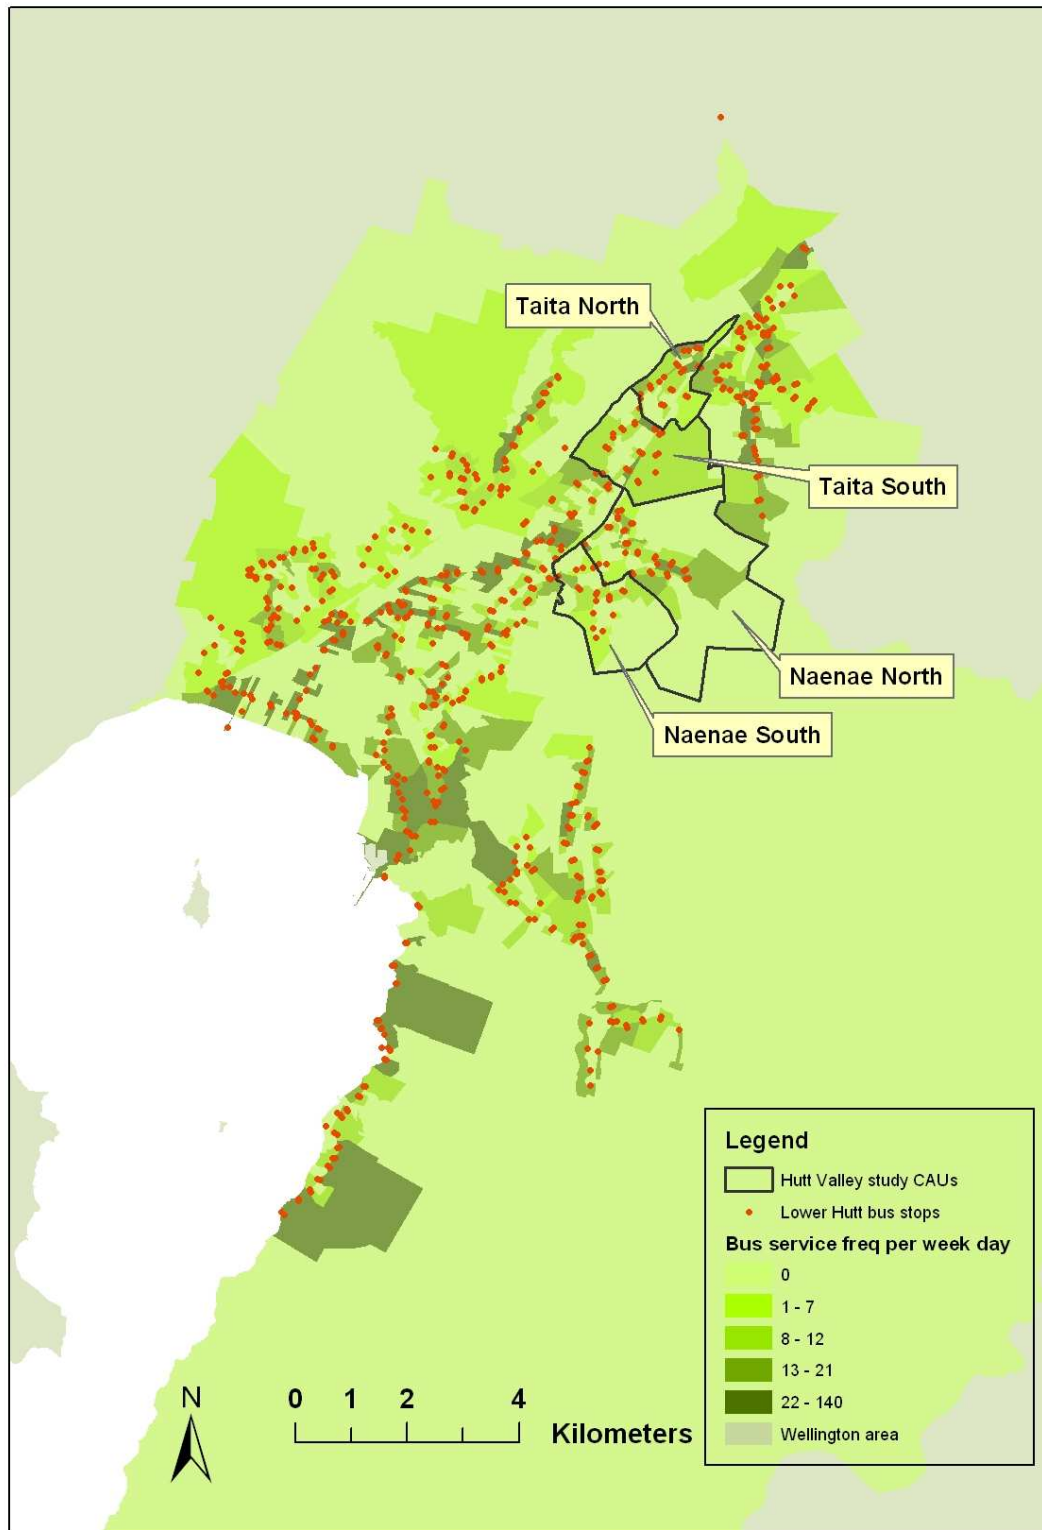 Taita North
Taita South
Naenae North
Naenae South
N
0 1 2 4
Kilometers
Legend
Hutt Valley study CAUs
Lower Hutt bus stops
Bus service freq per week day
0
1 - 7
8 - 12
13 - 21
22 - 140
Wellington area